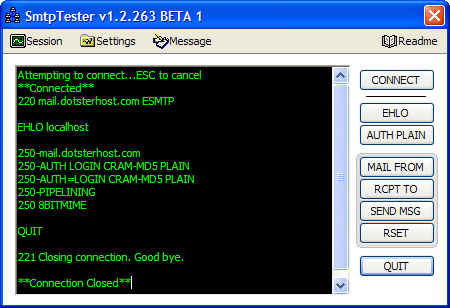 SmtpTester v1.2.263 BETA 1
Session Settings Message Readme
Attempting to connect...ESC to cancel
**Connected**
220 mail.dotsterhost.com ESMTP
EHLO localhost
250-mail.dotsterhost.com
250-AUTH LOGIN CRAM-MD5 PLAIN
250-AUTH=LOGIN CRAM-MD5 PLAIN
250-PIPELINING
250 8BITMIME
QUIT
221 Closing connection. Good bye.
**Connection Closed**
CONNECT
EHLO
AUTH PLAIN
MAIL FROM
RCPT TO
SEND MSG
RSET
QUIT